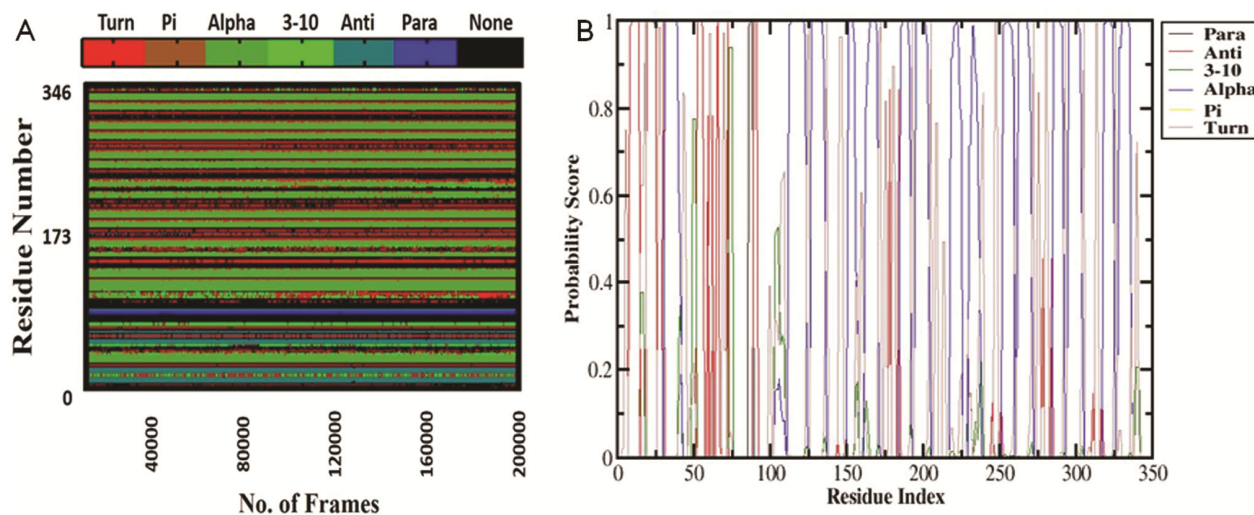 A
Turn Pi Alpha 3-10 Anti Para None
346
173
0
Residue Number
40000 80000 120000 160000 200000
No. of Frames
B
1
0.8
0.6
0.4
0.2
0
Probability Score
0 50 100 150 200 250 300 350
Residue Index
Para
Anti
3-10
Alpha
Pi
Turn